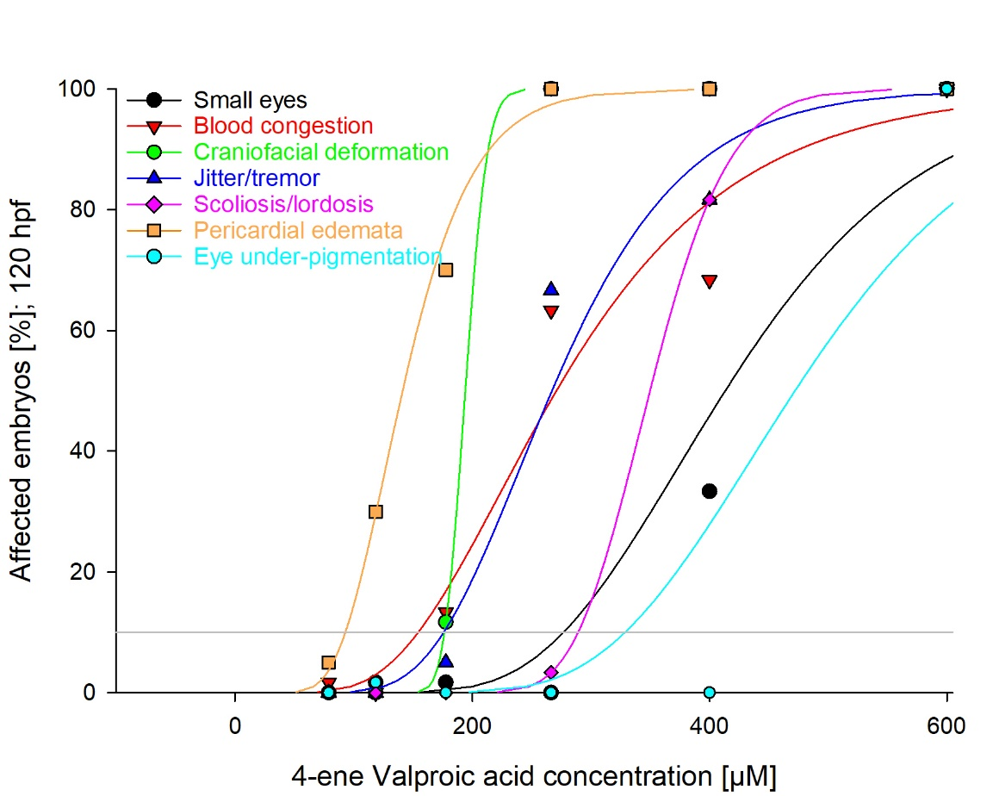 Affected embryos [%]; 120 hpf
100
80
60
40
20
0
Small eyes
Blood congestion
Craniofacial deformation
Jitter/tremor
Scoliosis/lordosis
Pericardial edemata
Eye under-pigmentation
0 200 400 600
4-ene Valproic acid concentration [µM]